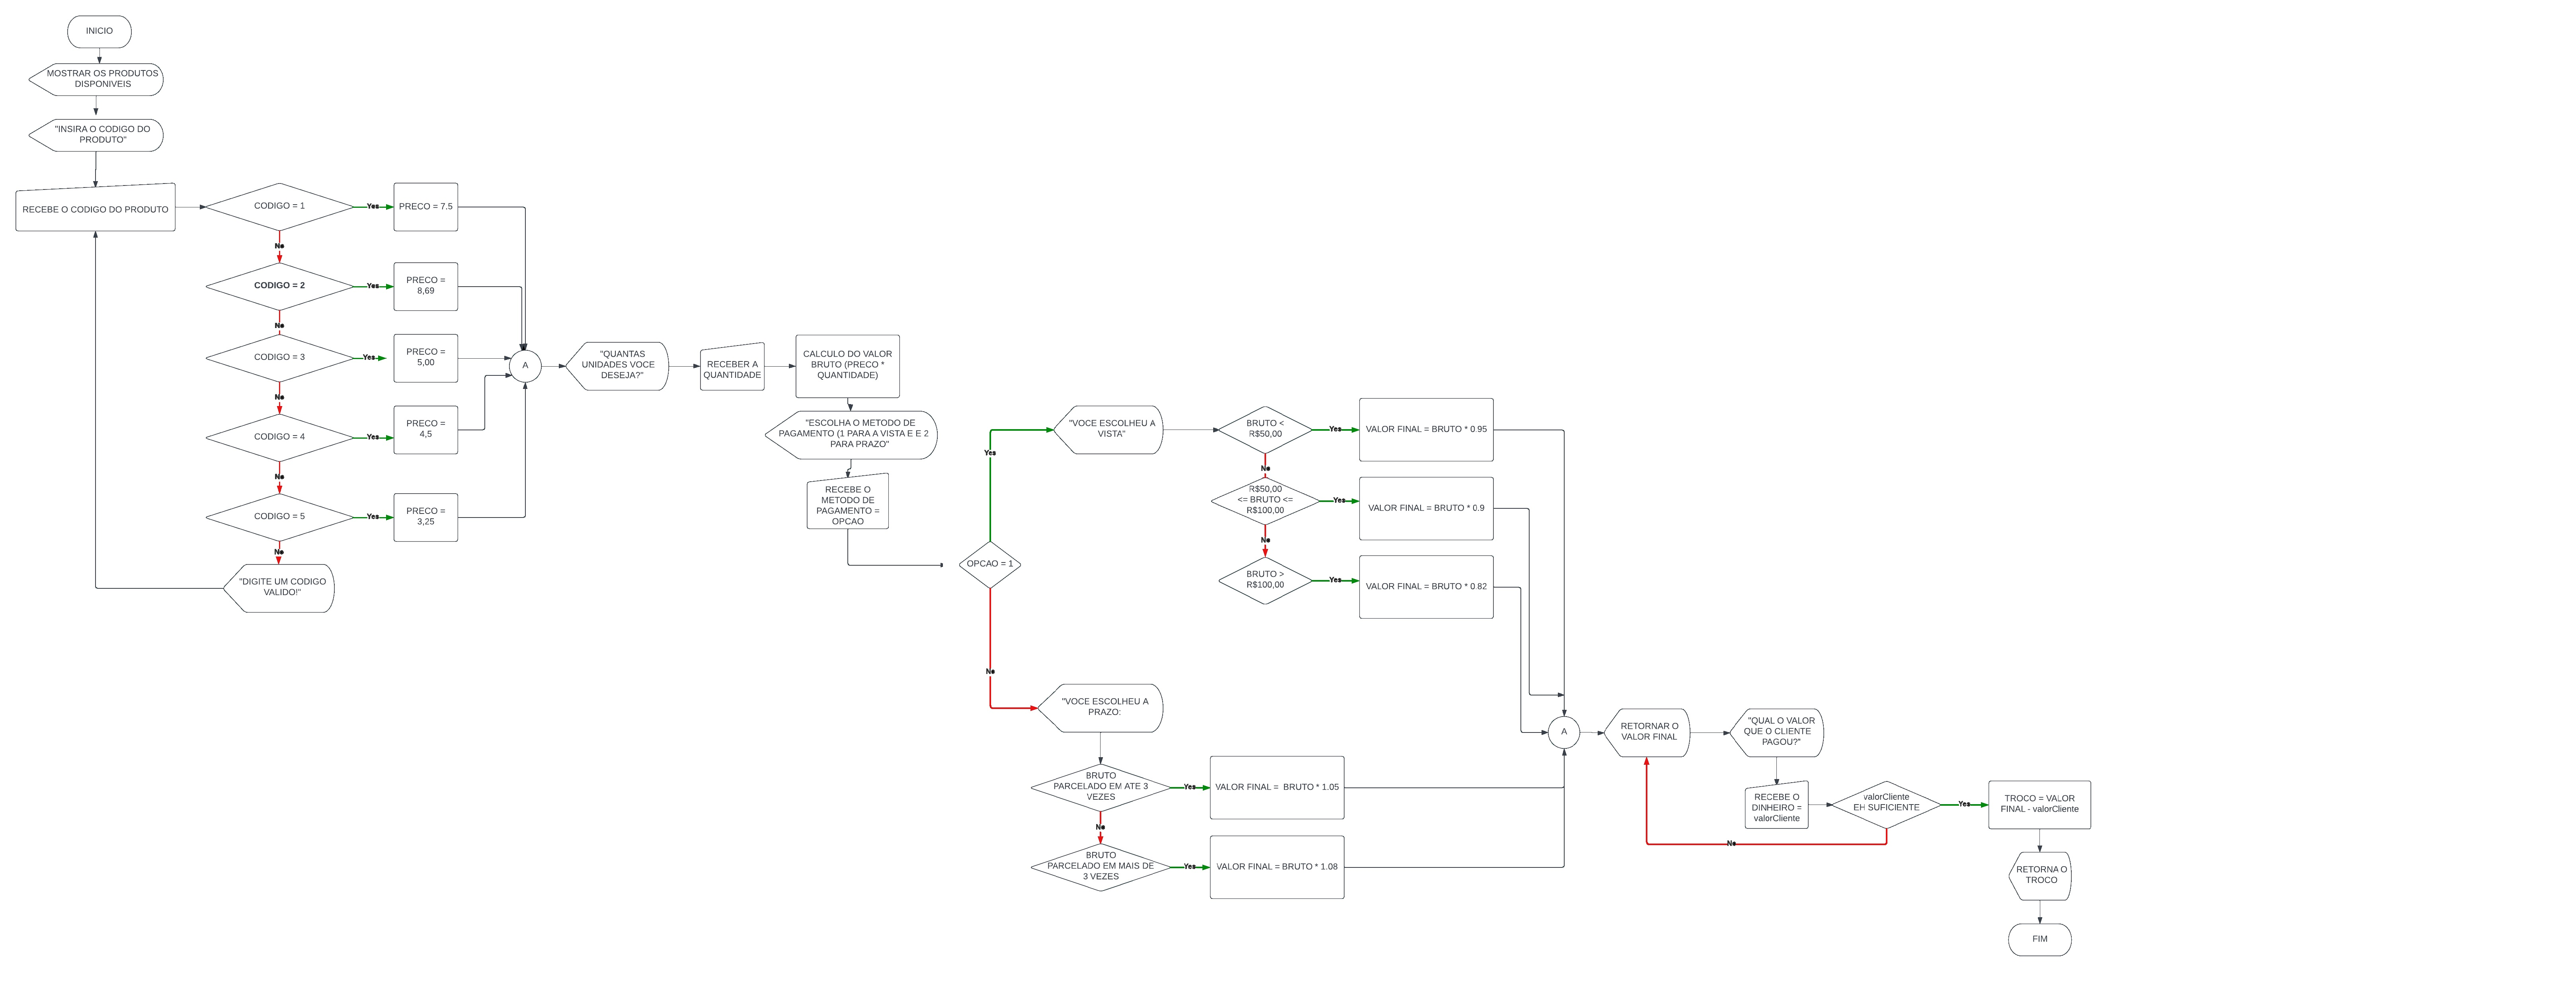 INICIO
MOSTRAR OS PRODUTOS
DISPONIVEIS
"INSIRA O CODIGO DO
PRODUTO"
RECEBE O CODIGO DO PRODUTO
CODIGO = 1
Yes
PRECO = 7.5
No
CODIGO = 2
Yes
PRECO =
8,69
No
CODIGO = 3
Yes
PRECO =
5,00
No
CODIGO = 4
Yes
PRECO =
4,5
No
CODIGO = 5
Yes
PRECO =
3,25
No
"DIGITE UM CODIGO
VALIDO!"
A
"QUANTAS
UNIDADES VOCE
DESEJA?"
RECEBER A
QUANTIDADE
CALCULO DO VALOR
BRUTO (PRECO *
QUANTIDADE)
"ESCOLHA O METODO DE
PAGAMENTO (1 PARA A VISTA E E 2
PARA PRAZO"
RECEBE O
METODO DE
PAGAMENTO =
OPCAO
OPCAO = 1
Yes
"VOCE ESCOLHEU A
VISTA"
BRUTO <
R$50,00
Yes
VALOR FINAL = BRUTO * 0.95
No
R$50,00
<= BRUTO <=
R$100,00
Yes
VALOR FINAL = BRUTO * 0.9
No
BRUTO >
R$100,00
Yes
VALOR FINAL = BRUTO * 0.82
No
"VOCE ESCOLHEU A
PRAZO:
BRUTO
PARCELADO EM ATE 3
VEZES
Yes
VALOR FINAL = BRUTO * 1.05
No
BRUTO
PARCELADO EM MAIS DE
3 VEZES
Yes
VALOR FINAL = BRUTO * 1.08
A
RETORNAR O
VALOR FINAL
"QUAL O VALOR
QUE O CLIENTE
PAGOU?"
RECEBE O
DINHEIRO =
valorCliente
valorCliente
EH SUFICIENTE
Yes
No
TROCO = VALOR
FINAL - valorCliente
RETORNA O
TROCO
FIM